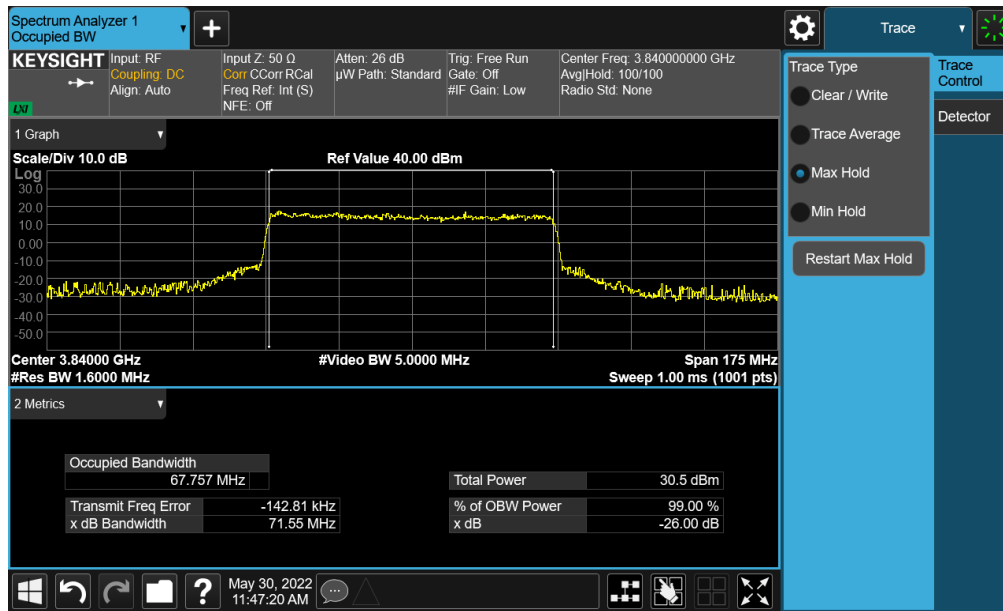 Spectrum Analyzer 1
Occupied BW
+
Trace
KEYSIGHT
LXI
Input: RF
Coupling: DC
Align: Auto
Input Z: 50 Ω
Corr CCorr RCal
Freq Ref: Int (S)
NFE: Off
Atten: 26 dB
µW Path: Standard
Trig: Free Run
Gate: Off
#IF Gain: Low
Center Freq: 3.840000000 GHz
Avg|Hold: 100/100
Radio Std: None
Trace Type
Clear / Write
Trace Average
Max Hold
Min Hold
Restart Max Hold
Trace
Control
Detector
1 Graph
Scale/Div 10.0 dB
Ref Value 40.00 dBm
Log
30.0
20.0
10.0
0.00
-10.0
-20.0
-30.0
-40.0
-50.0
Center 3.84000 GHz
#Video BW 5.0000 MHz
Span 175 MHz
#Res BW 1.6000 MHz
Sweep 1.00 ms (1001 pts)
2 Metrics
Occupied Bandwidth
67.757 MHz
Total Power 30.5 dBm
Transmit Freq Error -142.81 kHz
% of OBW Power 99.00 %
x dB Bandwidth 71.55 MHz
x dB -26.00 dB
?
May 30, 2022
11:47:20 AM